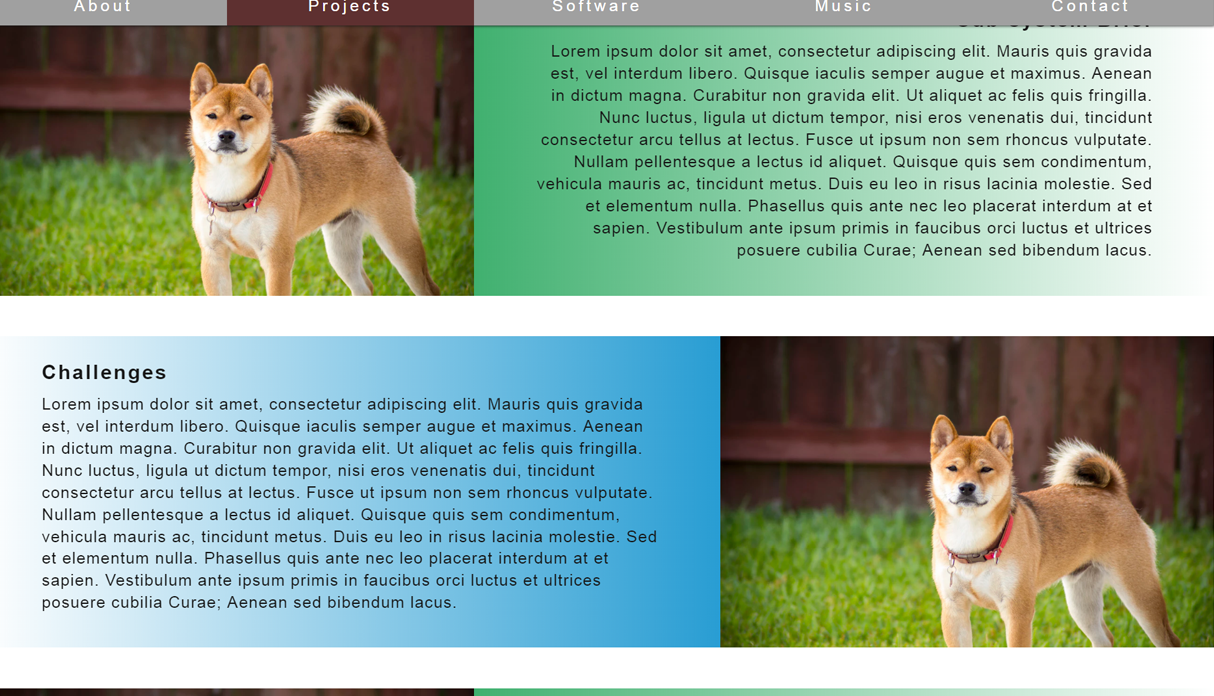 About Projects Software Music Contact
Sub-System Brief
Lorem ipsum dolor sit amet, consectetur adipiscing elit. Mauris quis gravida
est, vel interdum libero. Quisque iaculis semper augue et maximus. Aenean
in dictum magna. Curabitur non gravida elit. Ut aliquet ac felis quis fringilla.
Nunc luctus, ligula ut dictum tempor, nisi eros venenatis dui, tincidunt
consectetur arcu tellus at lectus. Fusce ut ipsum non sem rhoncus vulputate.
Nullam pellentesque a lectus id aliquet. Quisque quis sem condimentum,
vehicula mauris ac, tincidunt metus. Duis eu leo in risus lacinia molestie. Sed
et elementum nulla. Phasellus quis ante nec leo placerat interdum at et
sapien. Vestibulum ante ipsum primis in faucibus orci luctus et ultrices
posuere cubilia Curae; Aenean sed bibendum lacus.
Challenges
Lorem ipsum dolor sit amet, consectetur adipiscing elit. Mauris quis gravida
est, vel interdum libero. Quisque iaculis semper augue et maximus. Aenean
in dictum magna. Curabitur non gravida elit. Ut aliquet ac felis quis fringilla.
Nunc luctus, ligula ut dictum tempor, nisi eros venenatis dui, tincidunt
consectetur arcu tellus at lectus. Fusce ut ipsum non sem rhoncus vulputate.
Nullam pellentesque a lectus id aliquet. Quisque quis sem condimentum,
vehicula mauris ac, tincidunt metus. Duis eu leo in risus lacinia molestie. Sed
et elementum nulla. Phasellus quis ante nec leo placerat interdum at et
sapien. Vestibulum ante ipsum primis in faucibus orci luctus et ultrices
posuere cubilia Curae; Aenean sed bibendum lacus.